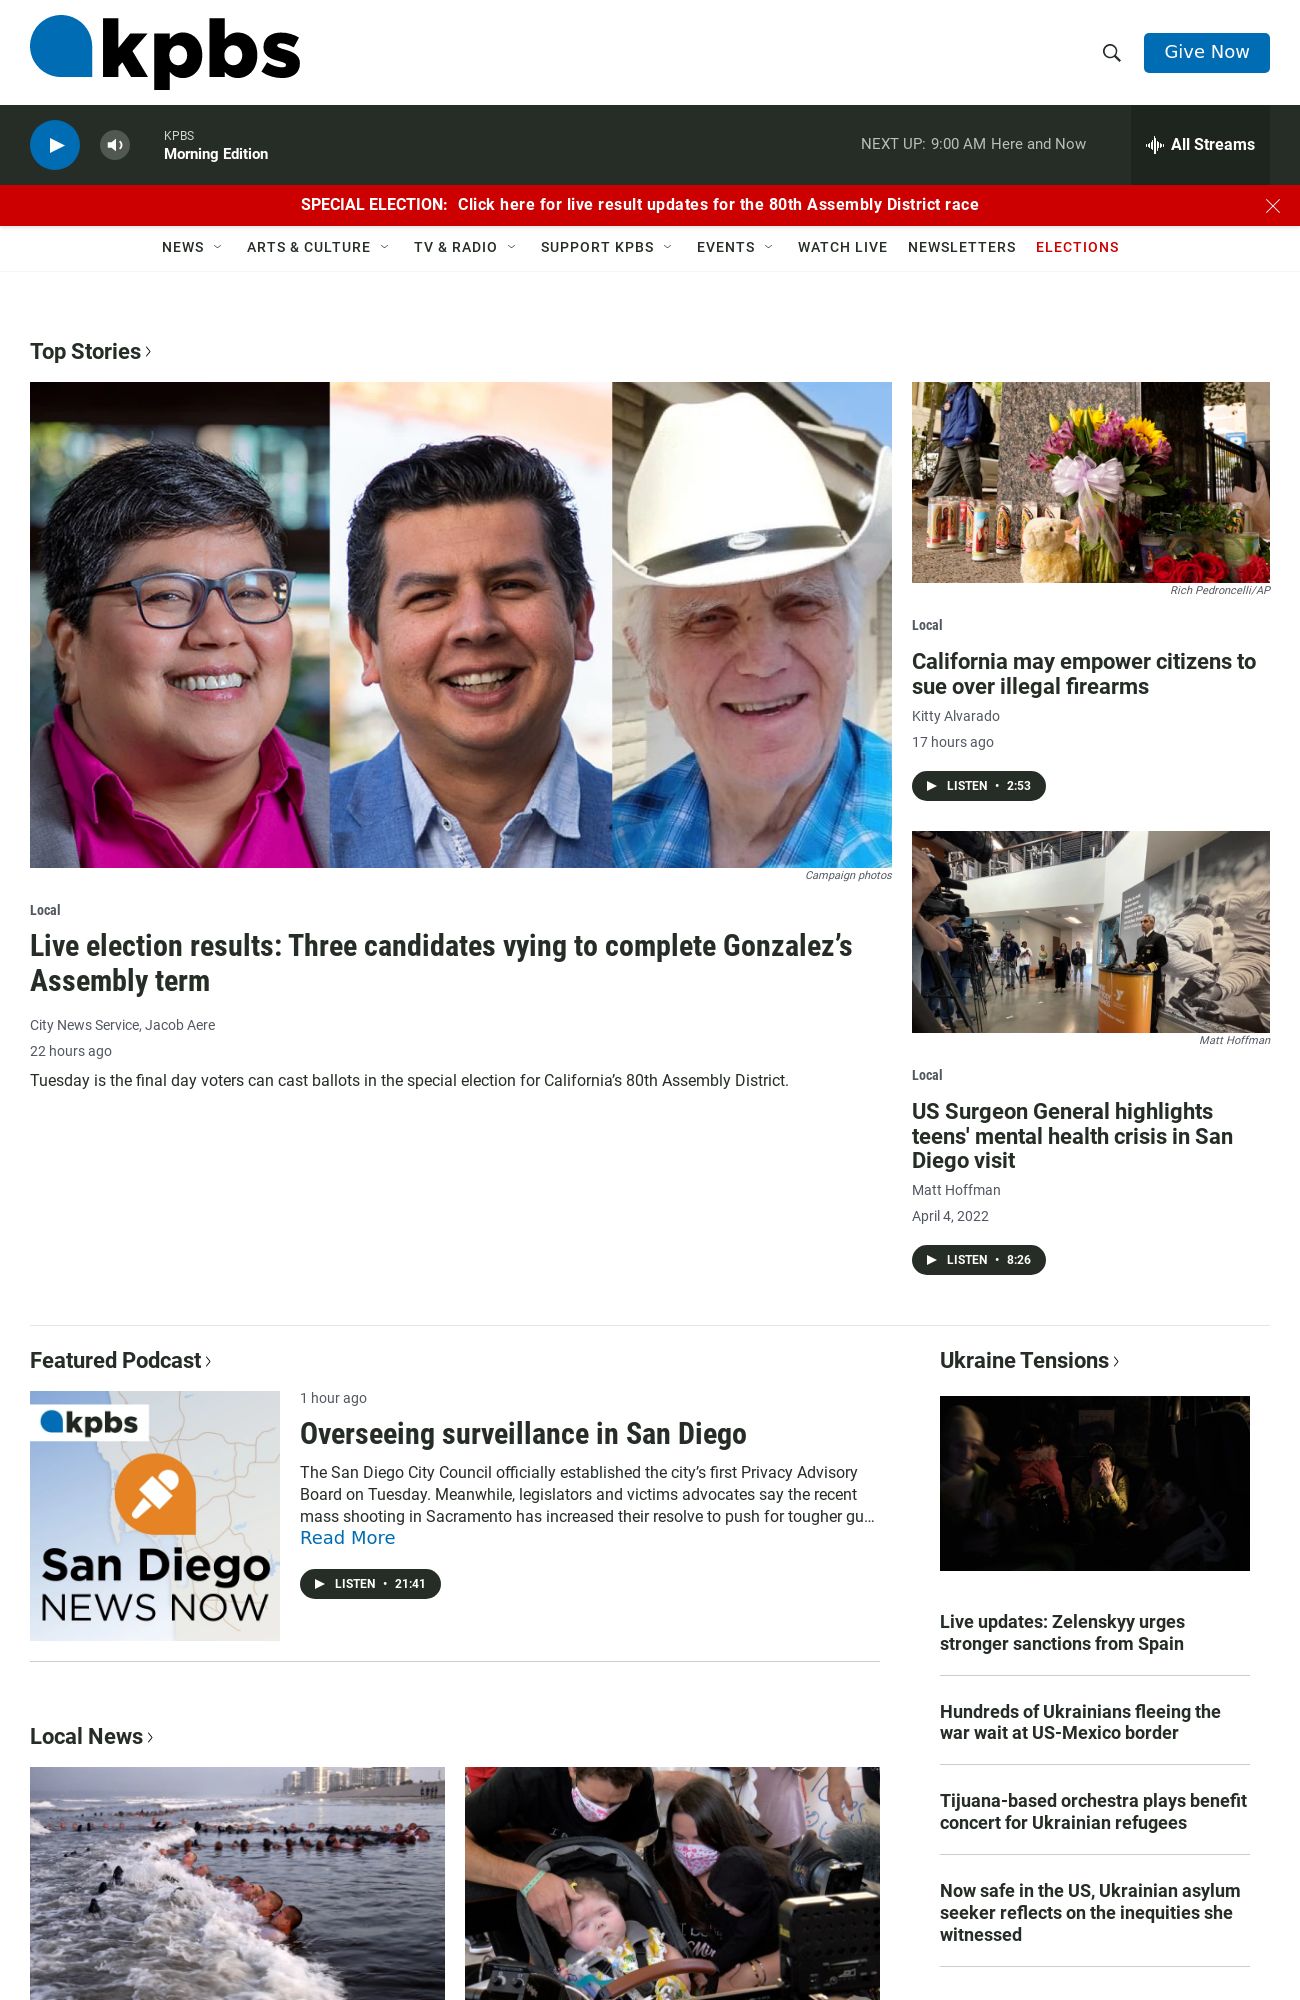 kpbs
Give Now
KPBS
Morning Edition
NEXT UP: 9:00 AM Here and Now
All Streams
SPECIAL ELECTION: Click here for live result updates for the 80th Assembly District race
NEWS ARTS & CULTURE TV & RADIO SUPPORT KPBS EVENTS WATCH LIVE NEWSLETTERS ELECTIONS
Top Stories
Campaign photos
Local
Live election results: Three candidates vying to complete Gonzalez’s
Assembly term
City News Service, Jacob Aere
22 hours ago
Tuesday is the final day voters can cast ballots in the special election for California’s 80th Assembly District.
Rich Pedroncelli/AP
Local
California may empower citizens to
sue over illegal firearms
Kitty Alvarado
17 hours ago
LISTEN • 2:53
Matt Hoffman
Local
US Surgeon General highlights
teens' mental health crisis in San
Diego visit
Matt Hoffman
April 4, 2022
LISTEN • 8:26
Featured Podcast
kpbs
San Diego
NEWS NOW
1 hour ago
Overseeing surveillance in San Diego
The San Diego City Council officially established the city’s first Privacy Advisory
Board on Tuesday. Meanwhile, legislators and victims advocates say the recent
mass shooting in Sacramento has increased their resolve to push for tougher gu…
Read More
LISTEN • 21:41
Ukraine Tensions
Live updates: Zelenskyy urges
stronger sanctions from Spain
Hundreds of Ukrainians fleeing the
war wait at US-Mexico border
Tijuana-based orchestra plays benefit
concert for Ukrainian refugees
Now safe in the US, Ukrainian asylum
seeker reflects on the inequities she
witnessed
Local News